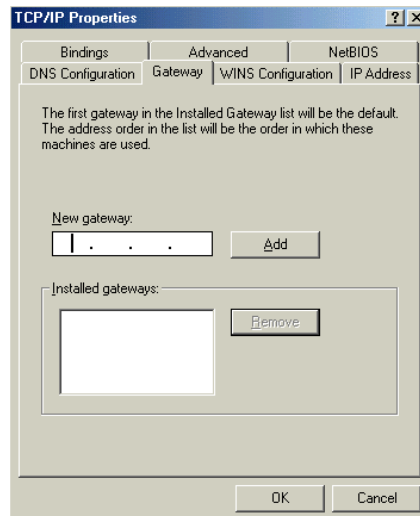 TCP/IP Properties
Bindings Advanced NetBIOS
DNS Configuration Gateway WINS Configuration IP Address
The first gateway in the Installed Gateway list will be the default.
The address order in the list will be the order in which these
machines are used.
New gateway:
. . .
Add
Installed gateways:
Remove
OK Cancel